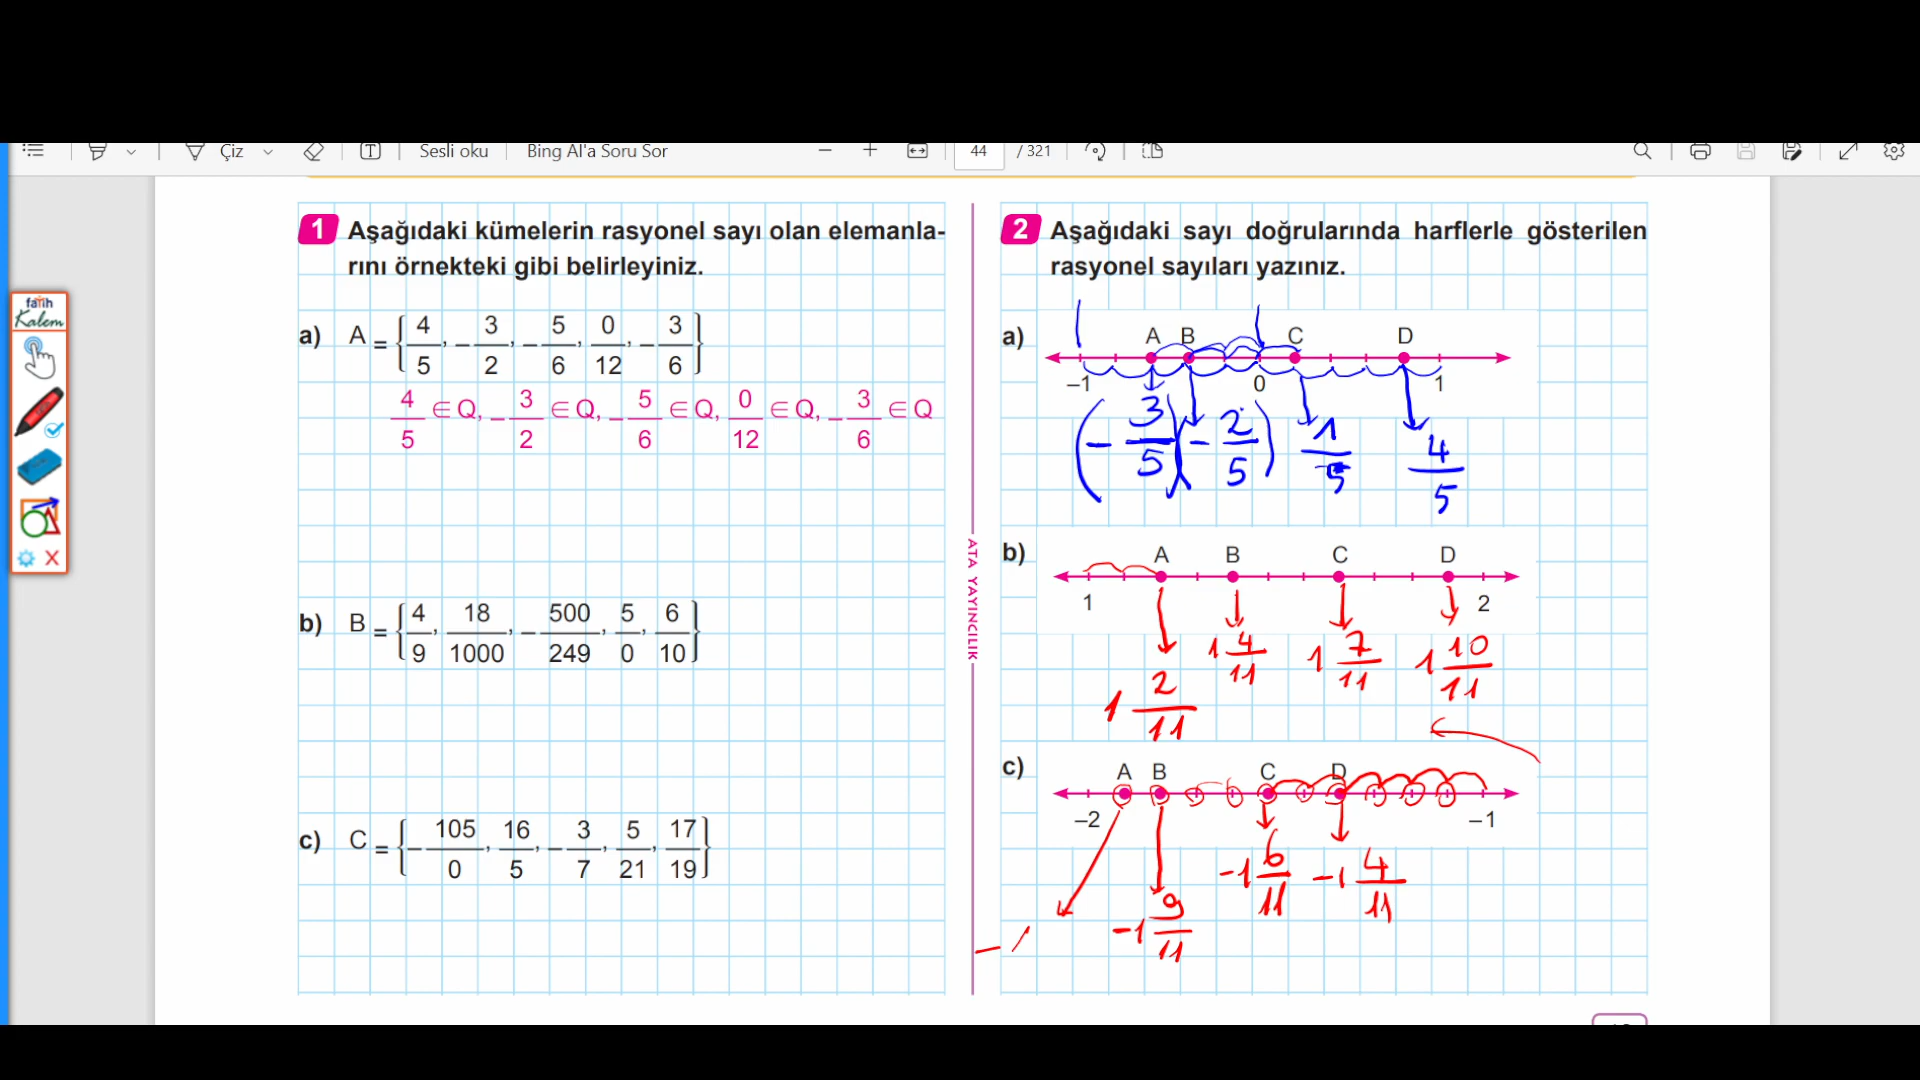 Çiz
Sesli oku
Bing AI'a Soru Sor
44 / 321
fatih
Kalem
1 Aşağıdaki kümelerin rasyonel sayı olan elemanla-
rını örnekteki gibi belirleyiniz.
a) A = {4/5, -3/2, -5/6, 0/12, -3/6}
4/5 ∈ Q, -3/2 ∈ Q, -5/6 ∈ Q, 0/12 ∈ Q, -3/6 ∈ Q
b) B = {4/9, 18/1000, -500/249, 5/0, 6/10}
c) C = {-105/0, 16/5, -3/7, 5/21, 17/19}
ATA YAYINCILIK
2 Aşağıdaki sayı doğrularında harflerle gösterilen
rasyonel sayıları yazınız.
a) A B C D
-1 0 1
(-3/5) (-2/5) 1/5 4/5
b) A B C D
1 2
1 2/11 1 4/11 1 7/11 1 10/11
c) A B C D
-2 -1
-1 -1 9/11 -1 6/11 -1 4/11